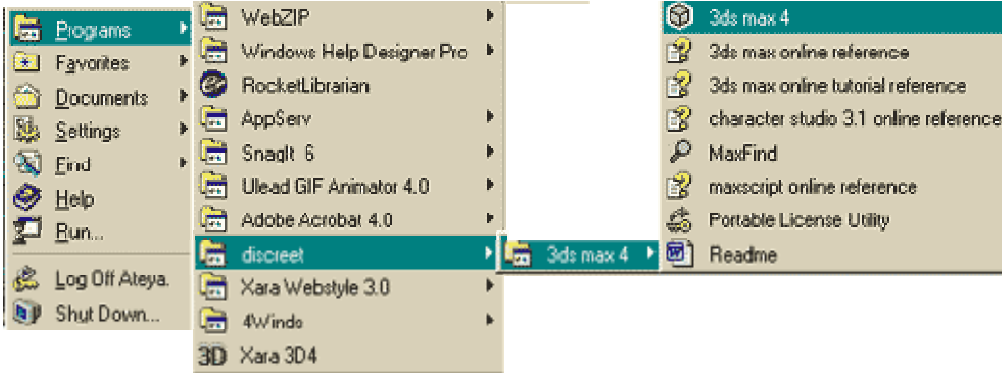 Programs
Favorites
Documents
Settings
Find
Help
Run...
Log Off Ateya.
Shut Down...
WebZIP
Windows Help Designer Pro
RocketLibrarian
AppServ
SnagIt 6
Ulead GIF Animator 4.0
Adobe Acrobat 4.0
discreet
Xara Webstyle 3.0
4Winds
3D Xara 3D4
3ds max 4
3ds max 4
3ds max online reference
3ds max online tutorial reference
character studio 3.1 online reference
MaxFind
maxscript online reference
Portable License Utility
Readme